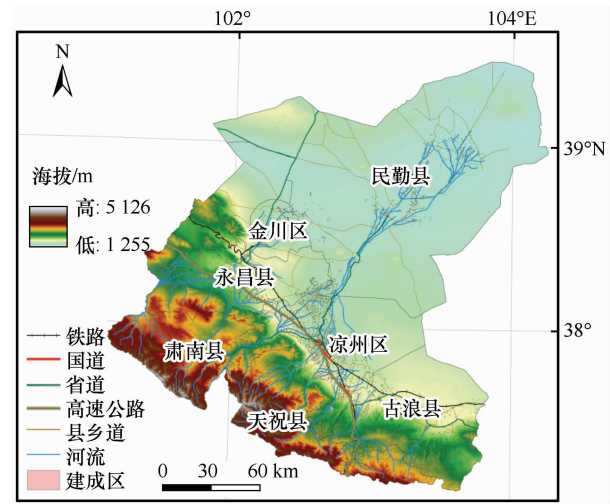 102°
104°E
N
39°N
海拔/m
高: 5 126
低: 1 255
民勤县
金川区
永昌县
38°
铁路
国道
凉州区
肃南县
省道
高速公路
古浪县
天祝县
县乡道
河流
建成区
0 30 60 km